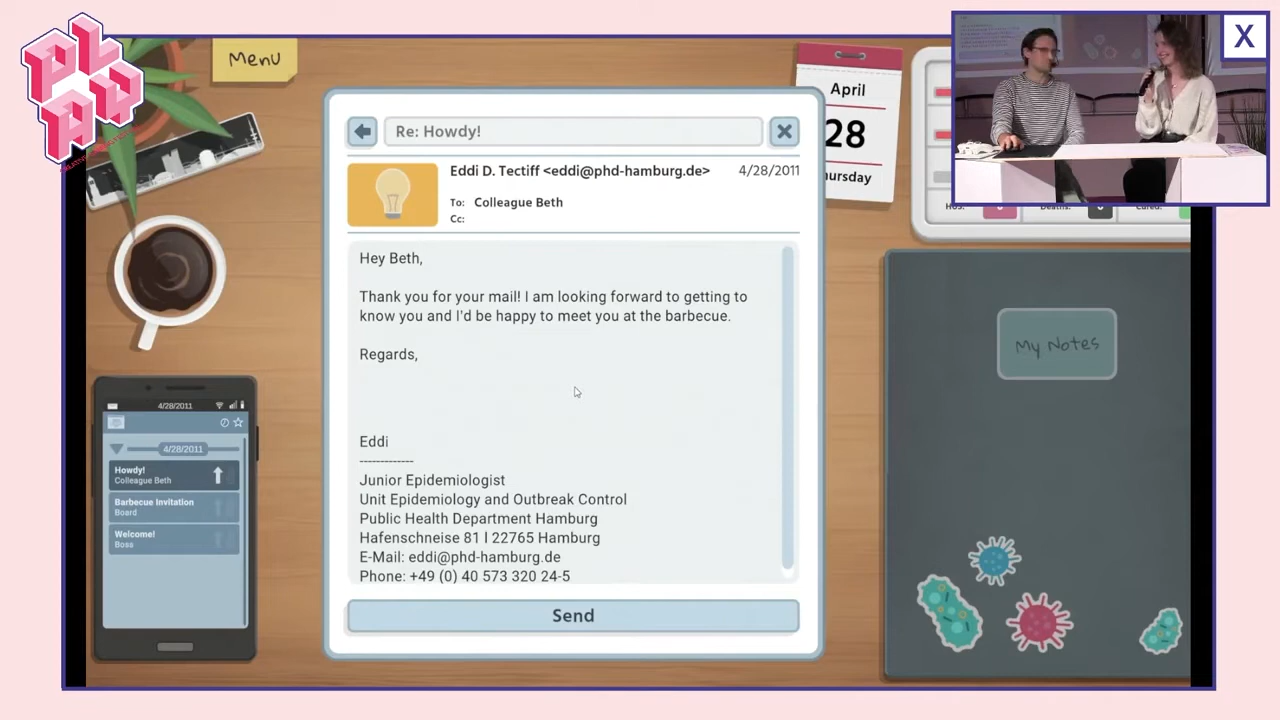 PLAY
Menu
April
28
hursday
X
Re: Howdy!
Eddi D. Tectiff <eddi@phd-hamburg.de>
4/28/2011
To: Colleague Beth
Cc:
Hey Beth,
Thank you for your mail! I am looking forward to getting to
know you and I'd be happy to meet you at the barbecue.
Regards,
Eddi
-------------
Junior Epidemiologist
Unit Epidemiology and Outbreak Control
Public Health Department Hamburg
Hafenschneise 81 | 22765 Hamburg
E-Mail: eddi@phd-hamburg.de
Phone: +49 (0) 40 573 320 24-5
Send
4/28/2011
4/28/2011
Howdy!
Colleague Beth
Barbecue Invitation
Board
Welcome!
Boss
Deaths:
Cured:
My Notes